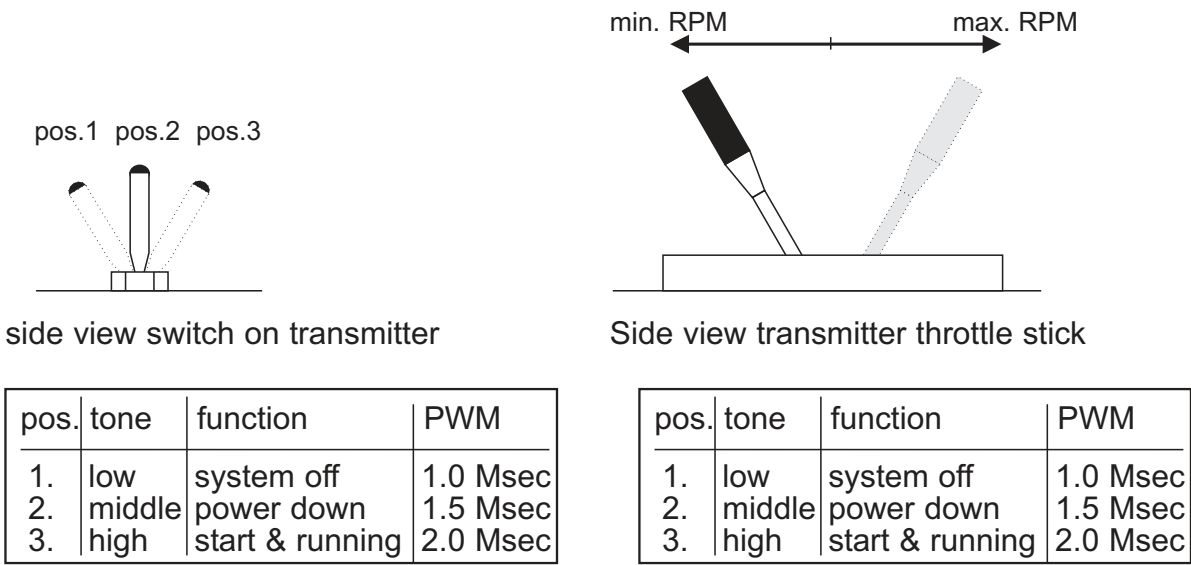 min. RPM max. RPM
pos.1 pos.2 pos.3
side view switch on transmitter
Side view transmitter throttle stick
pos. tone function PWM
1. low system off 1.0 Msec
2. middle power down 1.5 Msec
3. high start & running 2.0 Msec
pos. tone function PWM
1. low system off 1.0 Msec
2. middle power down 1.5 Msec
3. high start & running 2.0 Msec